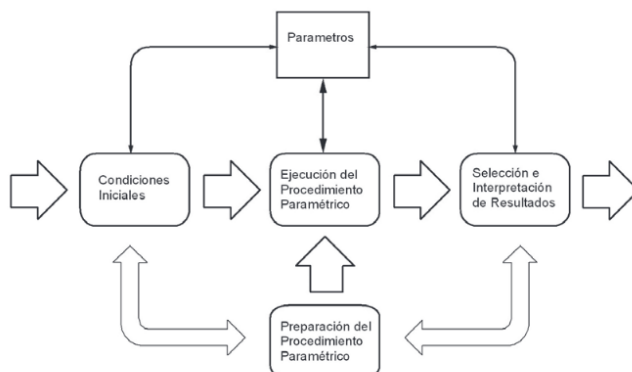 Parametros
Condiciones
Iniciales
Ejecución del
Procedimiento
Paramétrico
Selección e
Interpretación
de Resultados
Preparación del
Procedimiento
Paramétrico